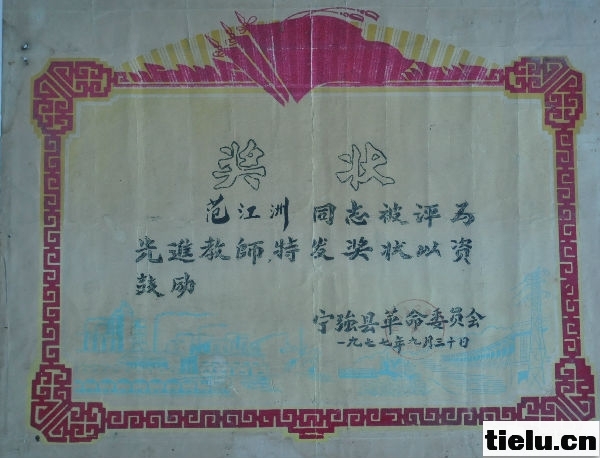 奖状
范江洲 同志被评为
先進教師,特发奖状以资
鼓励
宁强县革命委员会
一九七七年九月三十日
tielu.cn